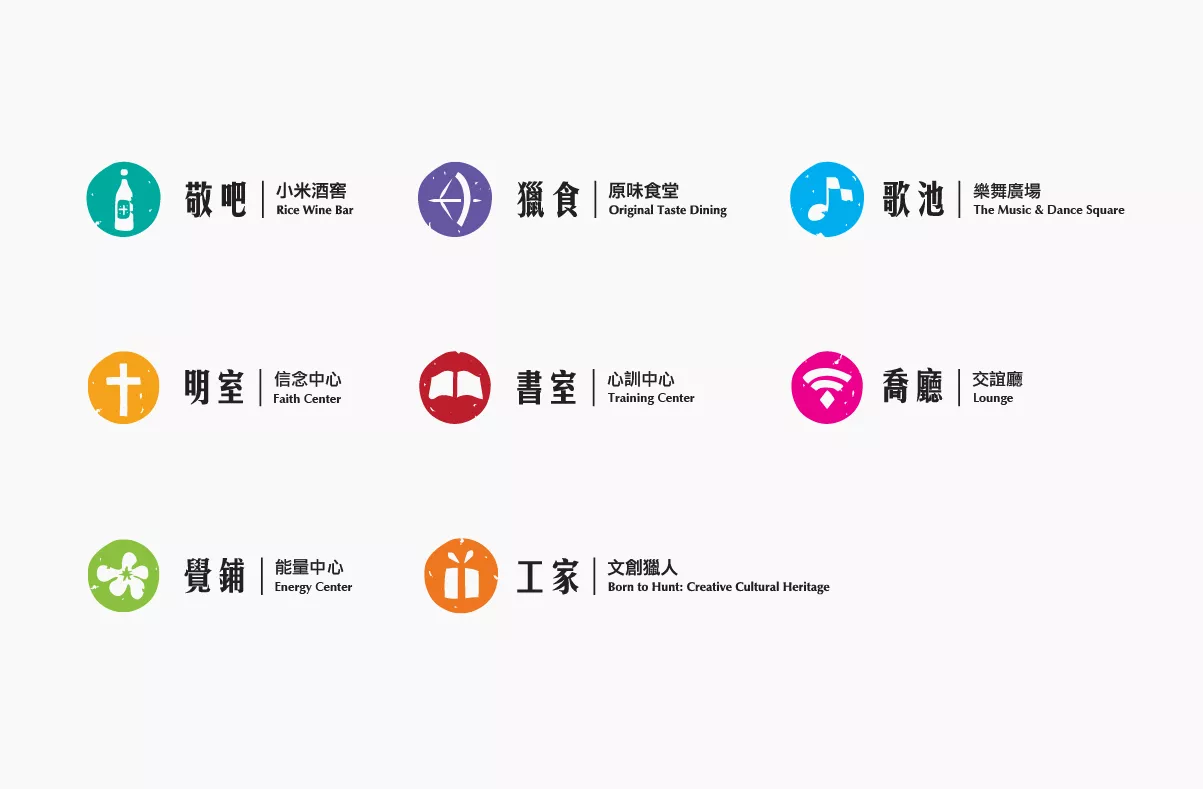 敬吧
小米酒窖
Rice Wine Bar
獵食
原味食堂
Original Taste Dining
歌池
樂舞廣場
The Music & Dance Square
明室
信念中心
Faith Center
書室
心訓中心
Training Center
喬廳
交誼廳
Lounge
覺鋪
能量中心
Energy Center
工家
文創獵人
Born to Hunt: Creative Cultural Heritage